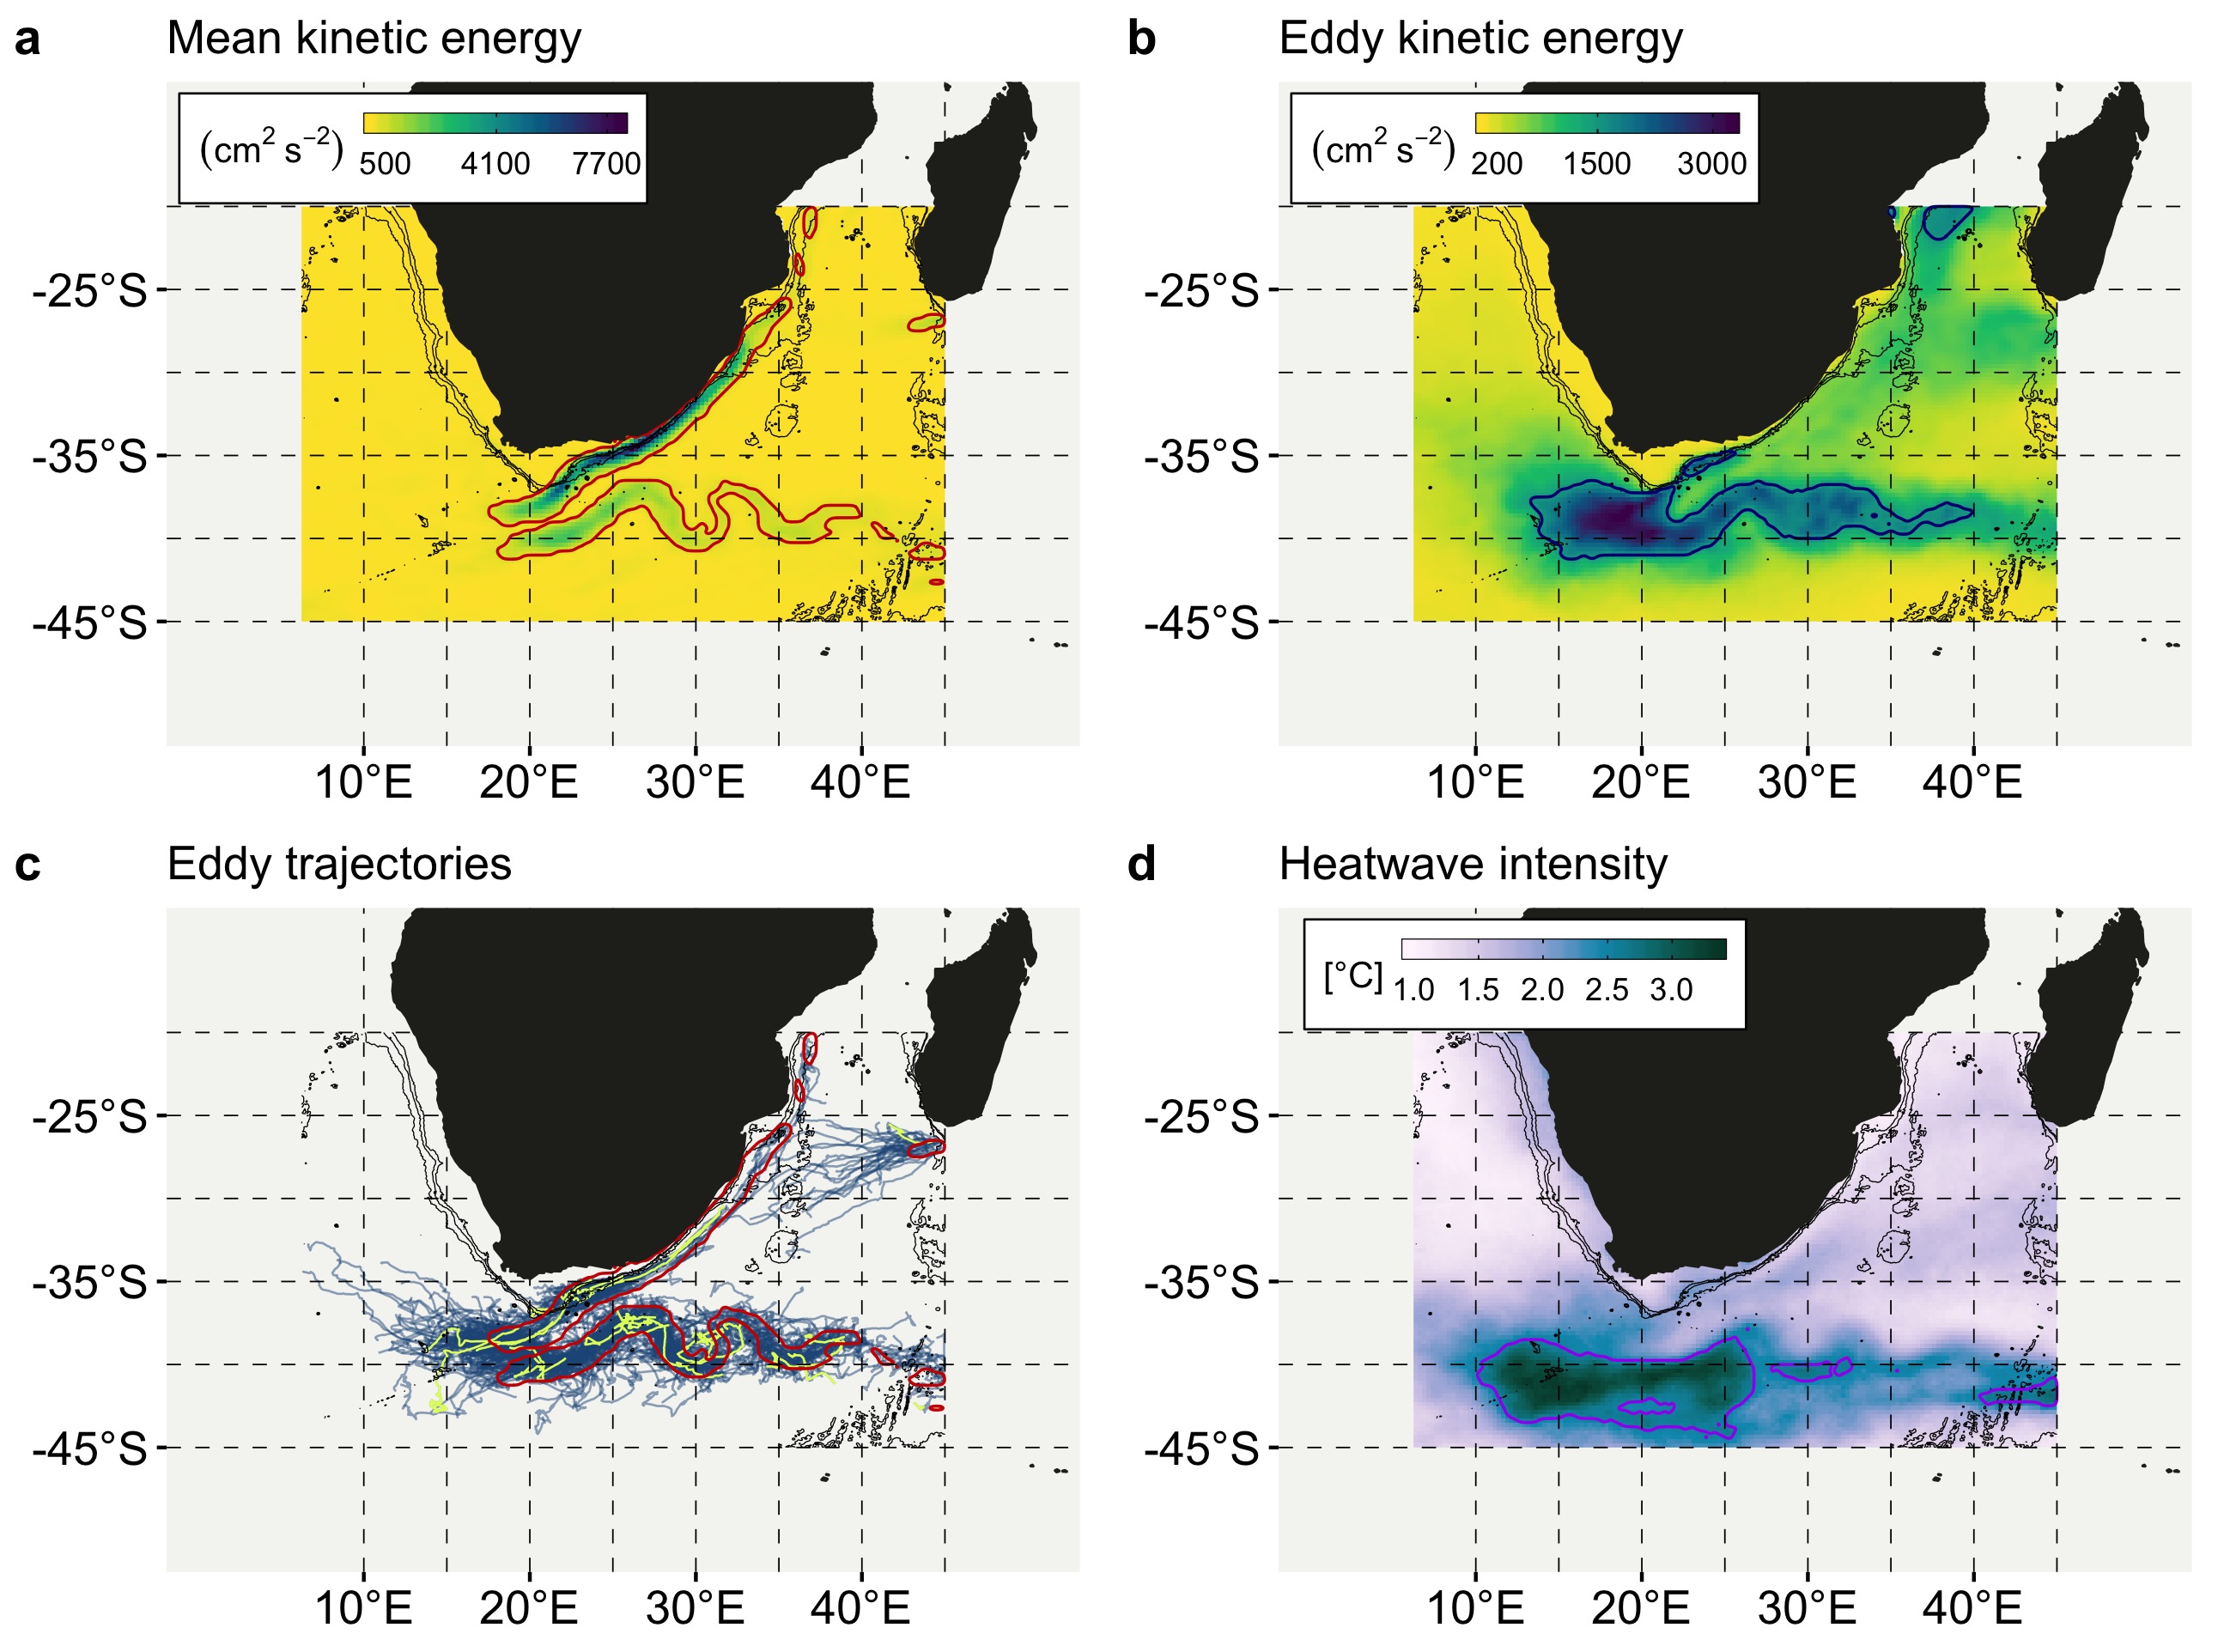 a Mean kinetic energy
(cm² s⁻²)
500 4100 7700
-25°S
-35°S
-45°S
10°E 20°E 30°E 40°E
b Eddy kinetic energy
(cm² s⁻²)
200 1500 3000
-25°S
-35°S
-45°S
10°E 20°E 30°E 40°E
c Eddy trajectories
-25°S
-35°S
-45°S
10°E 20°E 30°E 40°E
d Heatwave intensity
[°C]
1.0 1.5 2.0 2.5 3.0
-25°S
-35°S
-45°S
10°E 20°E 30°E 40°E